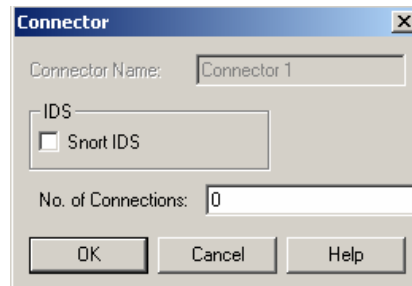 Connector
Connector Name: Connector 1
IDS
Snort IDS
No. of Connections: 0
OK Cancel Help